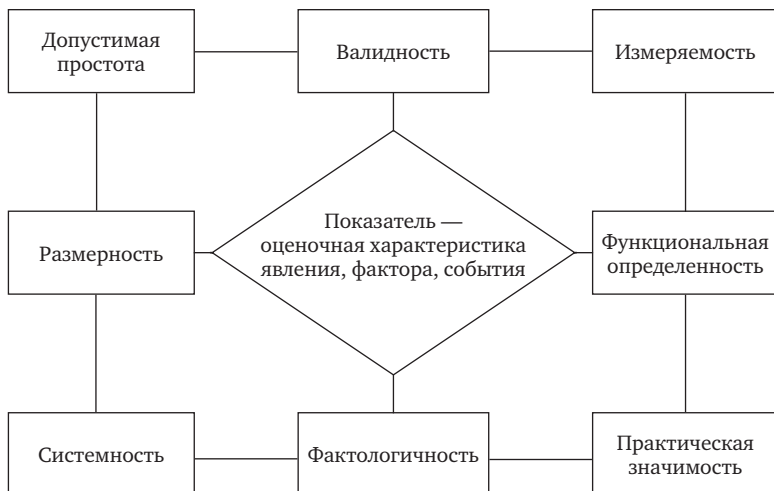 Допустимая
простота
Валидность
Измеряемость
Размерность
Показатель —
оценочная характеристика
явления, фактора, события
Функциональная
определенность
Системность
Фактологичность
Практическая
значимость